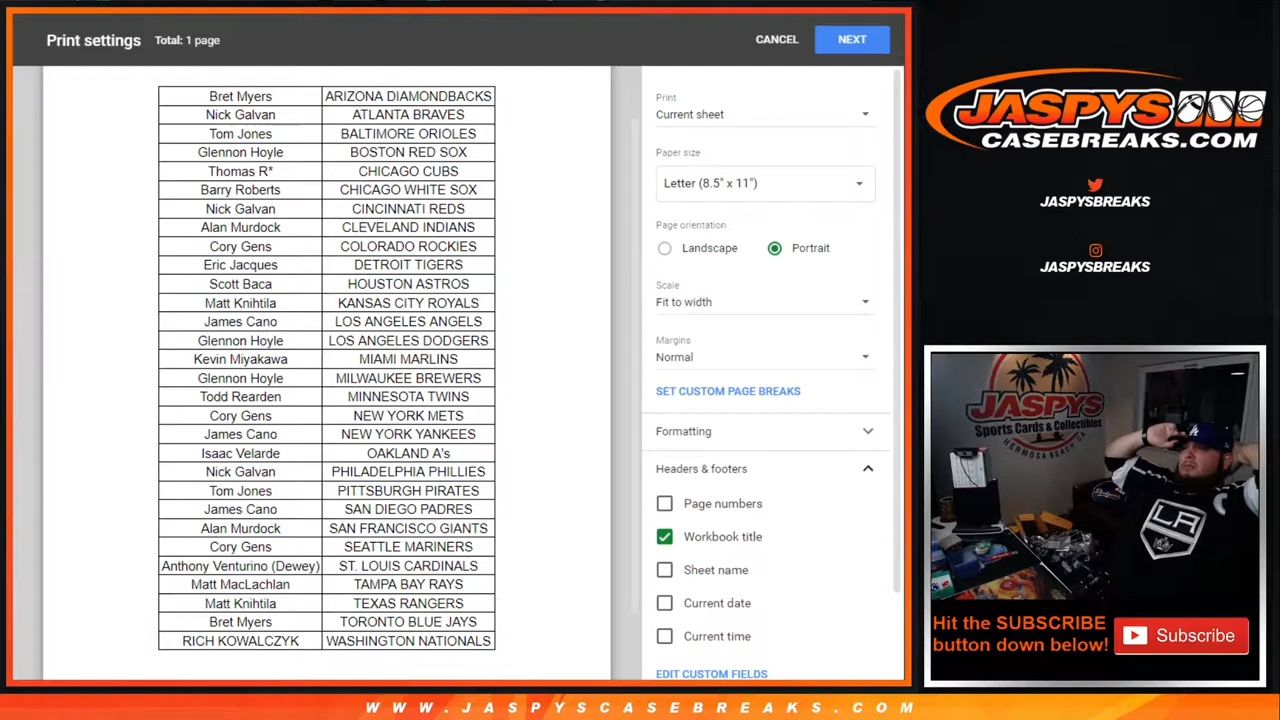 Print settings Total: 1 page CANCEL NEXT
Bret Myers ARIZONA DIAMONDBACKS
Nick Galvan ATLANTA BRAVES
Tom Jones BALTIMORE ORIOLES
Glennon Hoyle BOSTON RED SOX
Thomas R* CHICAGO CUBS
Barry Roberts CHICAGO WHITE SOX
Nick Galvan CINCINNATI REDS
Alan Murdock CLEVELAND INDIANS
Cory Gens COLORADO ROCKIES
Eric Jacques DETROIT TIGERS
Scott Baca HOUSTON ASTROS
Matt Knihtila KANSAS CITY ROYALS
James Cano LOS ANGELES ANGELS
Glennon Hoyle LOS ANGELES DODGERS
Kevin Miyakawa MIAMI MARLINS
Glennon Hoyle MILWAUKEE BREWERS
Todd Rearden MINNESOTA TWINS
Cory Gens NEW YORK METS
James Cano NEW YORK YANKEES
Isaac Velarde OAKLAND A's
Nick Galvan PHILADELPHIA PHILLIES
Tom Jones PITTSBURGH PIRATES
James Cano SAN DIEGO PADRES
Alan Murdock SAN FRANCISCO GIANTS
Cory Gens SEATTLE MARINERS
Anthony Venturino (Dewey) ST. LOUIS CARDINALS
Matt MacLachlan TAMPA BAY RAYS
Matt Knihtila TEXAS RANGERS
Bret Myers TORONTO BLUE JAYS
RICH KOWALCZYK WASHINGTON NATIONALS
Print
Current sheet
Paper size
Letter (8.5" x 11")
Page orientation
Landscape Portrait
Scale
Fit to width
Margins
Normal
SET CUSTOM PAGE BREAKS
Formatting
Headers & footers
Page numbers
Workbook title
Sheet name
Current date
Current time
EDIT CUSTOM FIELDS
JASPYS
CASEBREAKS.COM
JASPYSBREAKS
JASPYSBREAKS
JASPYS
Sports Cards & Collectibles
HERMOSA BEACH, CA
LA
Hit the SUBSCRIBE
button down below!
Subscribe
WWW.JASPYSCASEBREAKS.COM